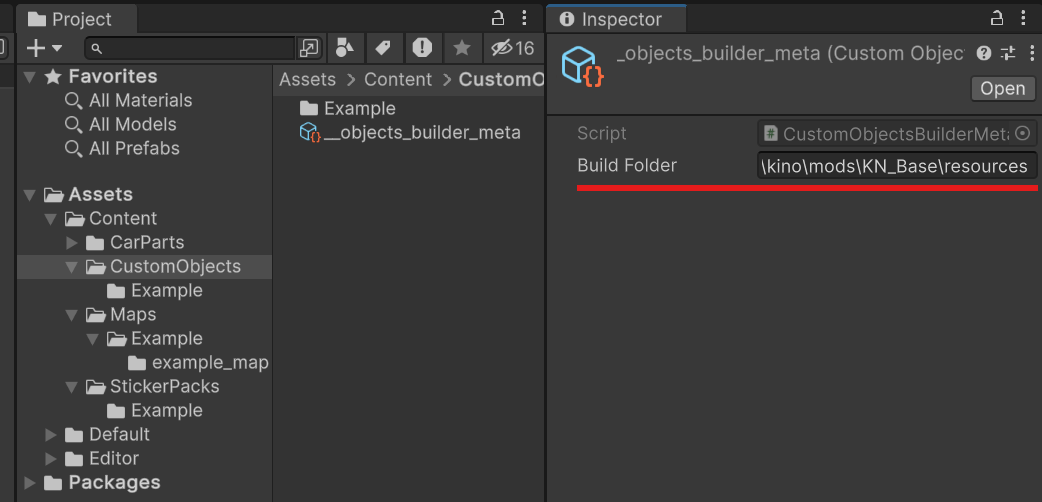 Project
16
Favorites
All Materials
All Models
All Prefabs
Assets
Content
CarParts
CustomObjects
Example
Maps
Example
example_map
StickerPacks
Example
Default
Editor
Packages
Assets > Content > CustomO
Example
__objects_builder_meta
Inspector
_objects_builder_meta (Custom Objec
Open
Script
# CustomObjectsBuilderMeta
Build Folder
\kino\mods\KN_Base\resources